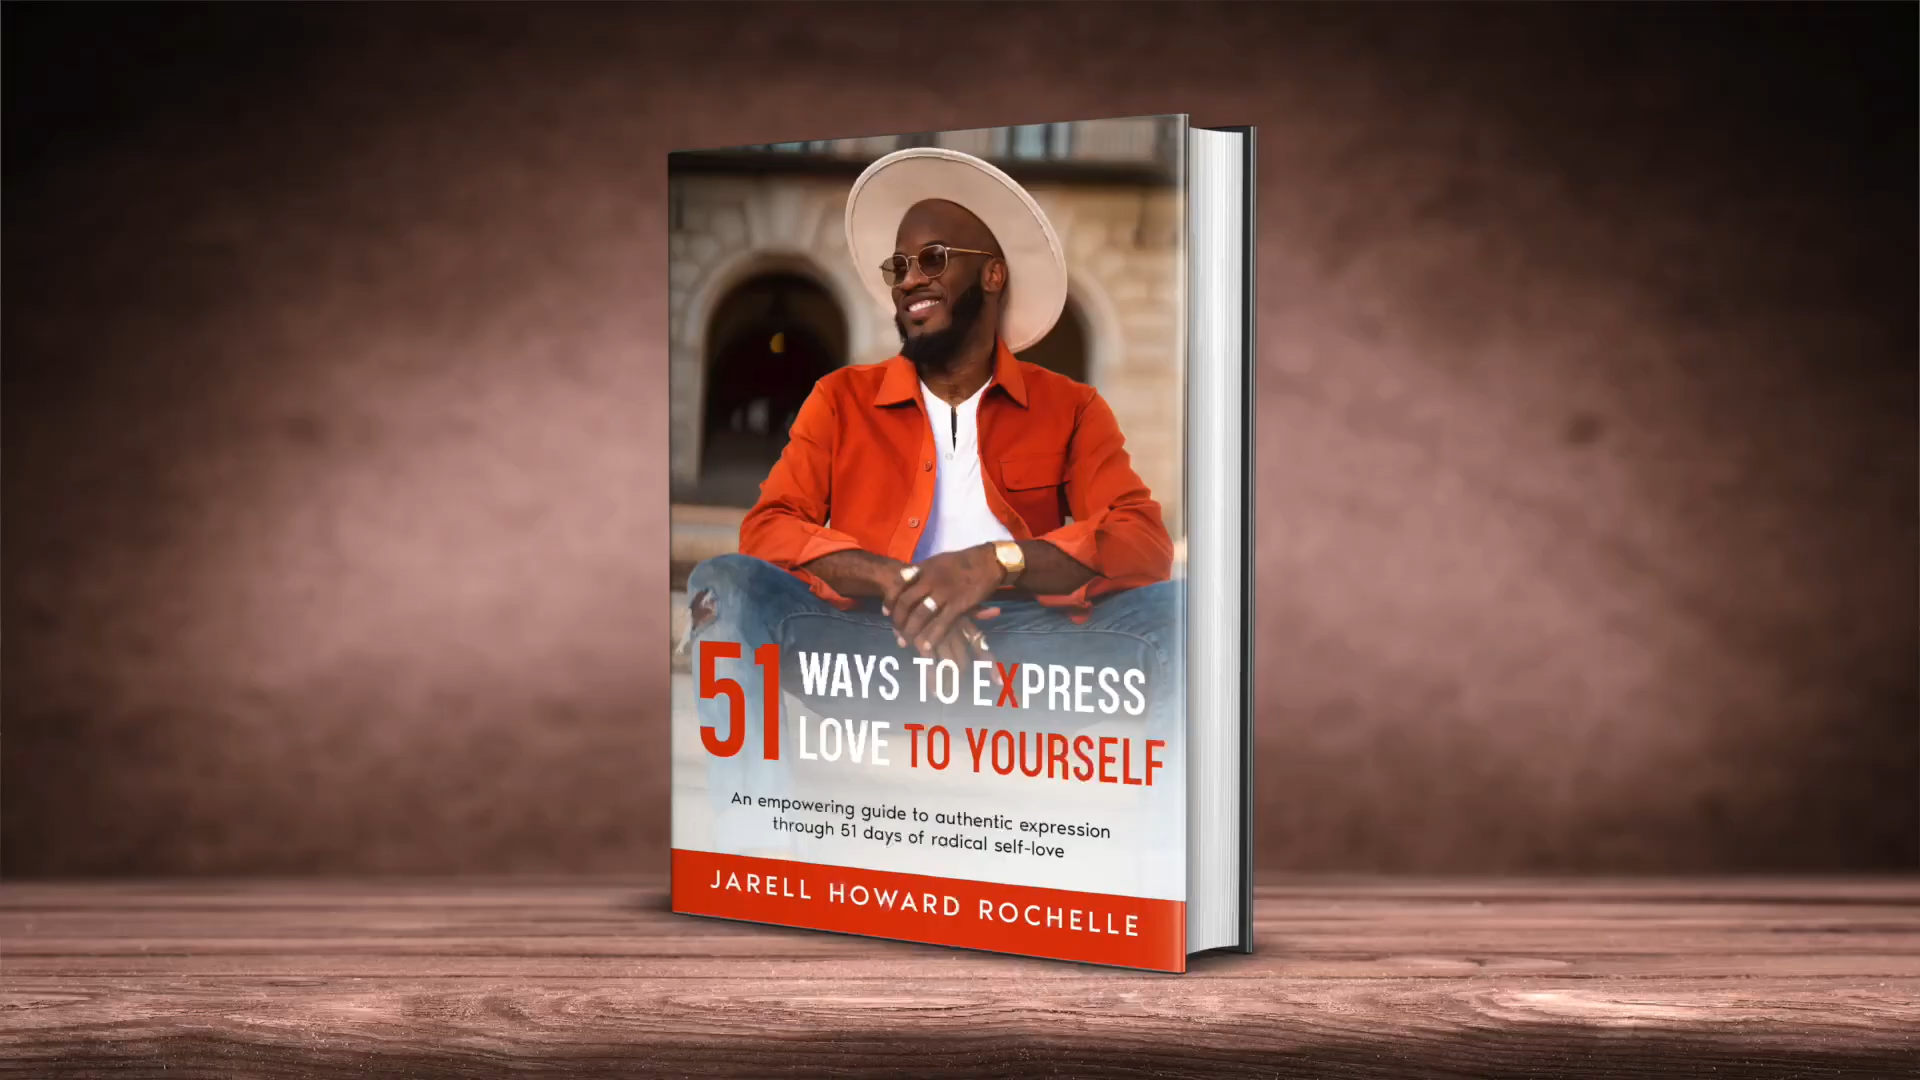 51 WAYS TO EXPRESS
LOVE TO YOURSELF
An empowering guide to authentic expression
through 51 days of radical self-love
JARELL HOWARD ROCHELLE